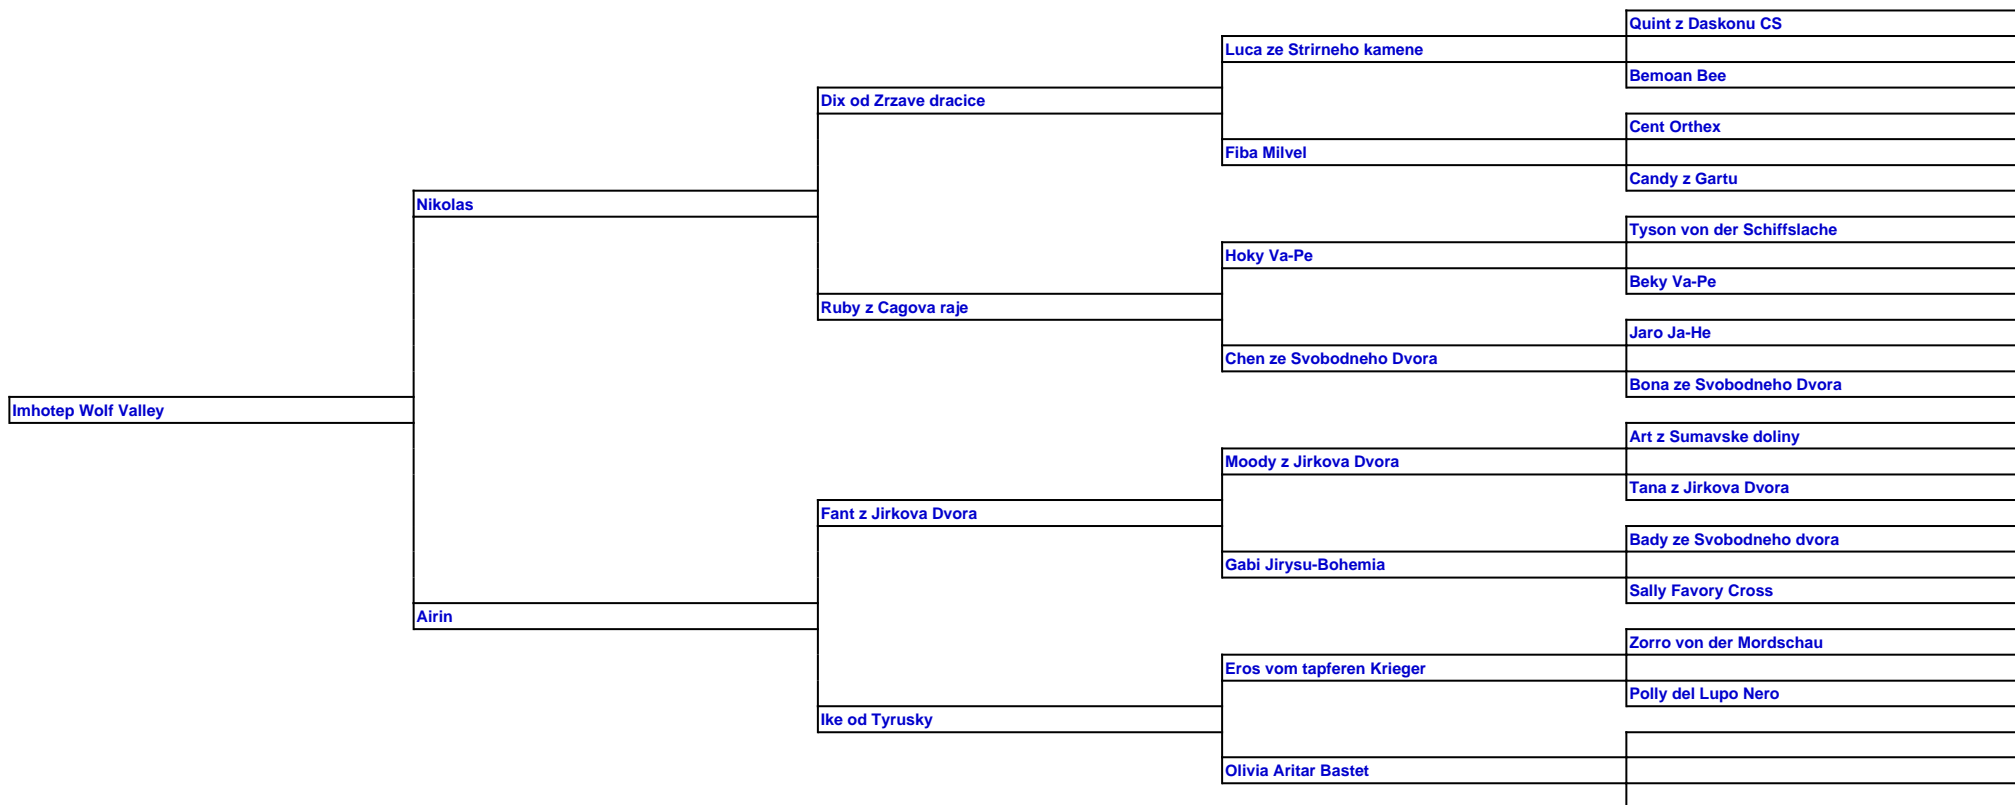 Quint z Daskonu CS
Luca ze Strirneho kamene
Bemoan Bee
Dix od Zrzave dracice
Cent Orthex
Fiba Milvel
Candy z Gartu
Nikolas
Tyson von der Schiffslache
Hoky Va-Pe
Beky Va-Pe
Ruby z Cagova raje
Jaro Ja-He
Chen ze Svobodneho Dvora
Bona ze Svobodneho Dvora
Imhotep Wolf Valley
Art z Sumavske doliny
Moody z Jirkova Dvora
Tana z Jirkova Dvora
Fant z Jirkova Dvora
Bady ze Svobodneho dvora
Gabi Jirysu-Bohemia
Sally Favory Cross
Airin
Zorro von der Mordschau
Eros vom tapferen Krieger
Polly del Lupo Nero
Ike od Tyrusky
Olivia Aritar Bastet